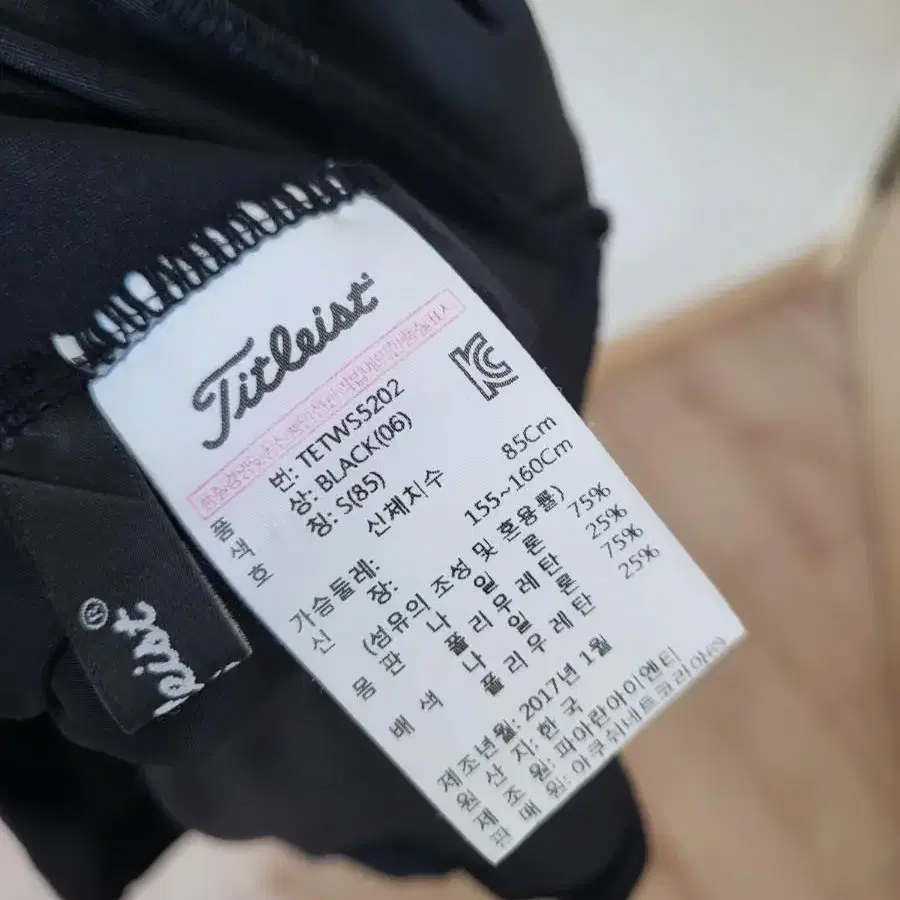 Titleist
품 번: TETWS5202
색 상: BLACK(06)
호 칭: S(85)
신체치수
가슴둘레: 85Cm
신 장: 155~160Cm
(섬유의 조성 및 혼용률)
몸 판 나 일 론 75%
폴 리 우 레 탄 25%
배 색 나 일 론 75%
폴 리 우 레 탄 25%
제조년월: 2017년 1월
원 산 지: 한 국
제 조 원: 파아란아이엔티
판 매 원: 아쿠쉬네트코리아㈜
eist®